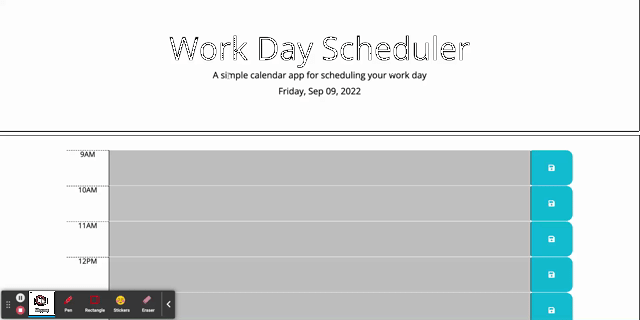 Work Day Scheduler
A simple calendar app for scheduling your work day
Friday, Sep 09, 2022
9AM
10AM
11AM
12PM
Pen
Rectangle
Stickers
Eraser